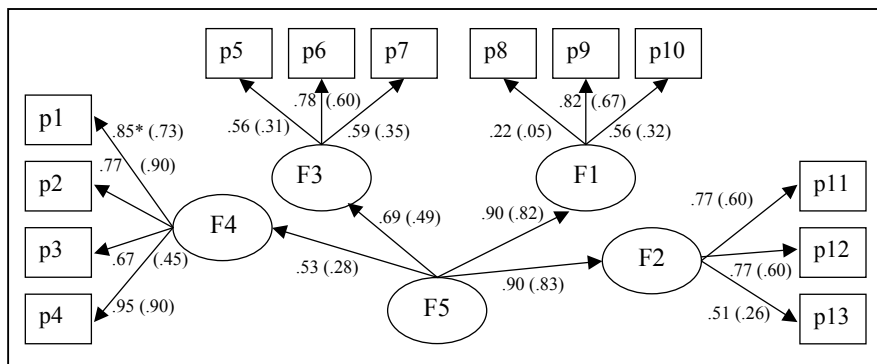 p5 p6 p7 p8 p9 p10
p1
.78 (.60)
.82 (.67)
.85* (.73)
.56 (.31)
.59 (.35)
.22 (.05)
.56 (.32)
p2
.77 (.90)
F3
F1
p11
.77 (.60)
p3
F4
.69 (.49)
.90 (.82)
.67 (.45)
F2
p12
.53 (.28)
.77 (.60)
.90 (.83)
p4
.95 (.90)
F5
.51 (.26)
p13